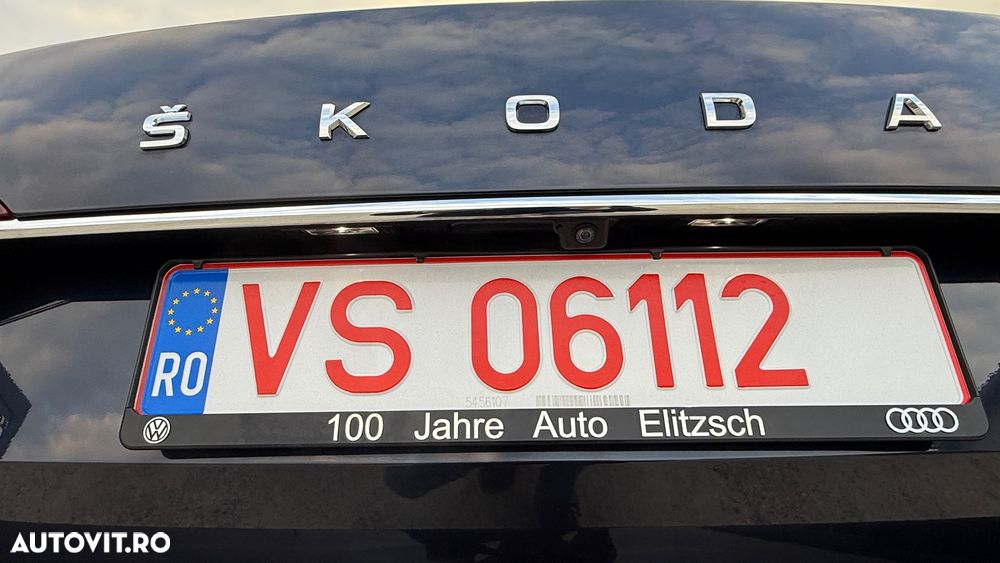 ŠKODA
RO VS 06112
5456107
100 Jahre Auto Elitzsch
AUTOVIT.RO